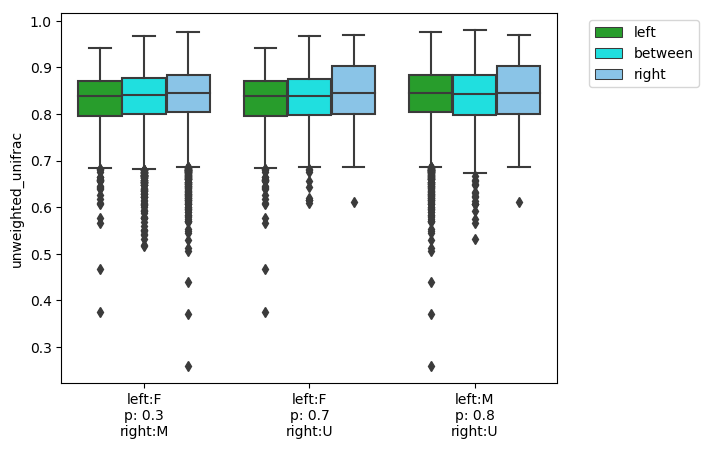 1.0
0.9
0.8
0.7
0.6
0.5
0.4
0.3
unweighted_unifrac
left:F
p: 0.3
right:M
left:F
p: 0.7
right:U
left:M
p: 0.8
right:U
left
between
right